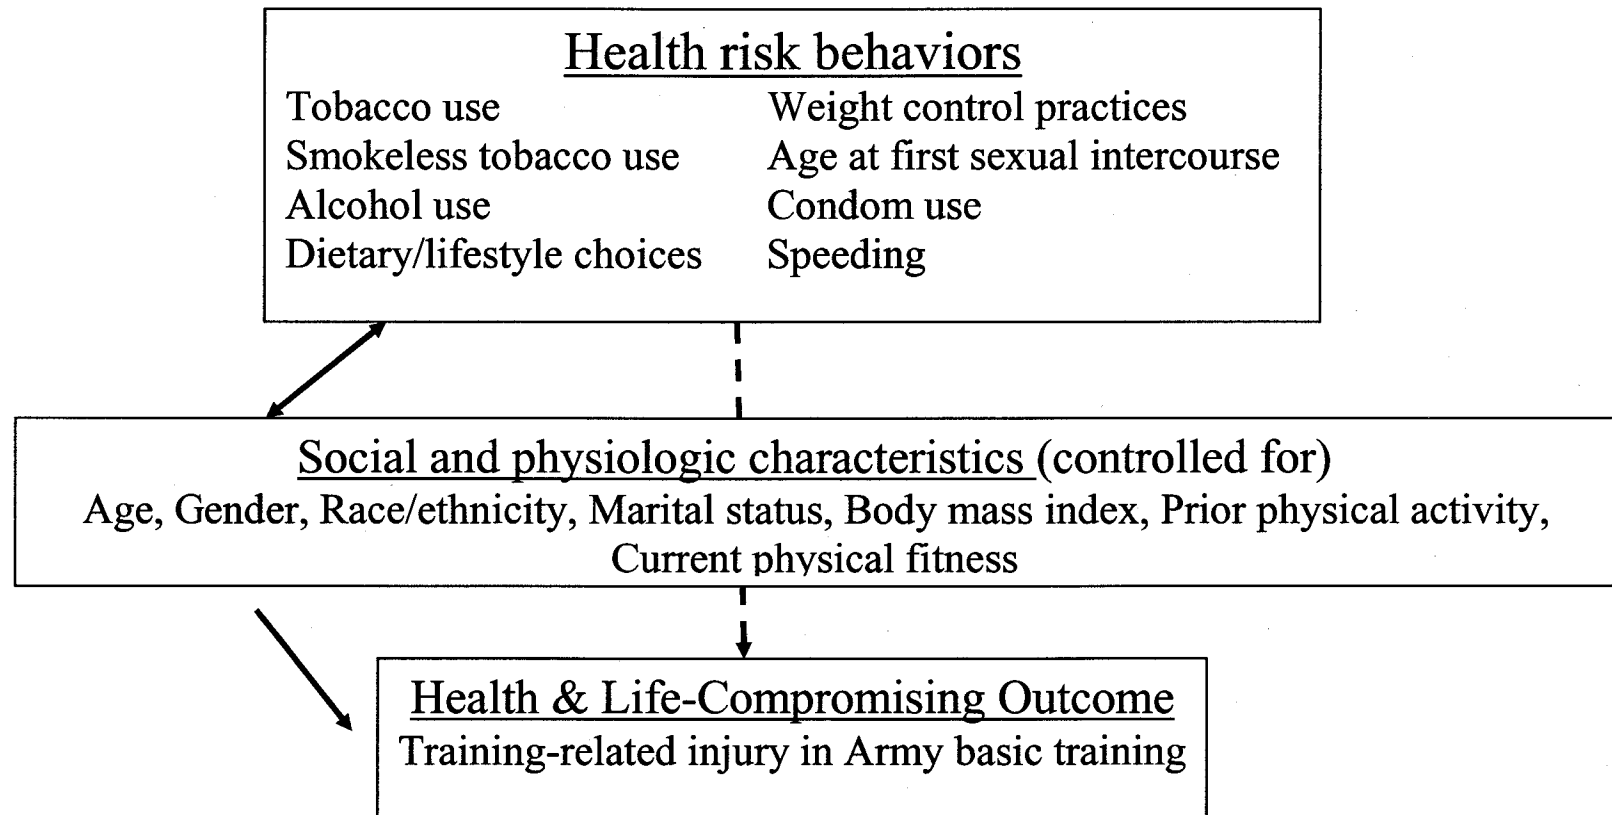 Health risk behaviors
Tobacco use
Smokeless tobacco use
Alcohol use
Dietary/lifestyle choices
Weight control practices
Age at first sexual intercourse
Condom use
Speeding
Social and physiologic characteristics (controlled for)
Age, Gender, Race/ethnicity, Marital status, Body mass index, Prior physical activity,
Current physical fitness
Health & Life-Compromising Outcome
Training-related injury in Army basic training